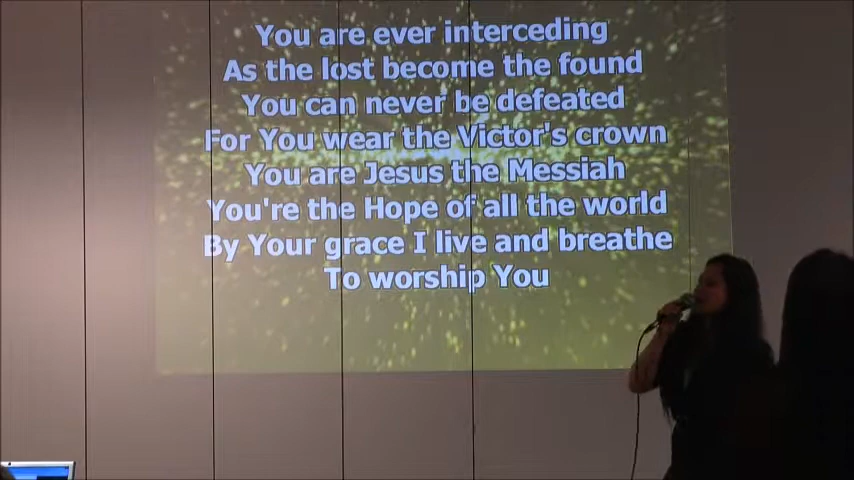 You are ever interceding
As the lost become the found
You can never be defeated
For You wear the Victor's crown
You are Jesus the Messiah
You're the Hope of all the world
By Your grace I live and breathe
To worship You